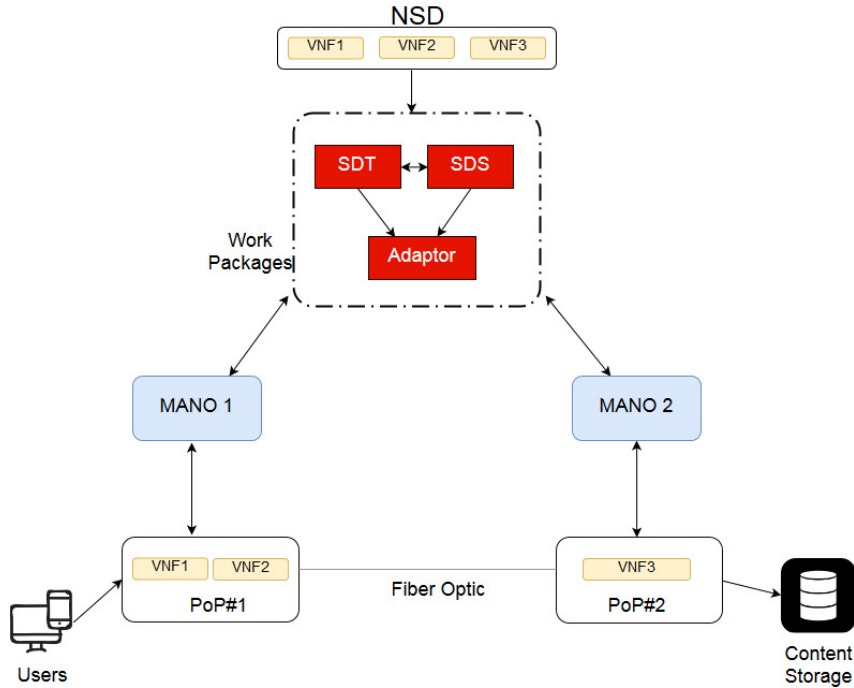 NSD
VNF1 VNF2 VNF3
SDT SDS
Work
Packages
Adaptor
MANO 1 MANO 2
VNF1 VNF2 VNF3
Fiber Optic
PoP#1 PoP#2
Users
Content
Storage